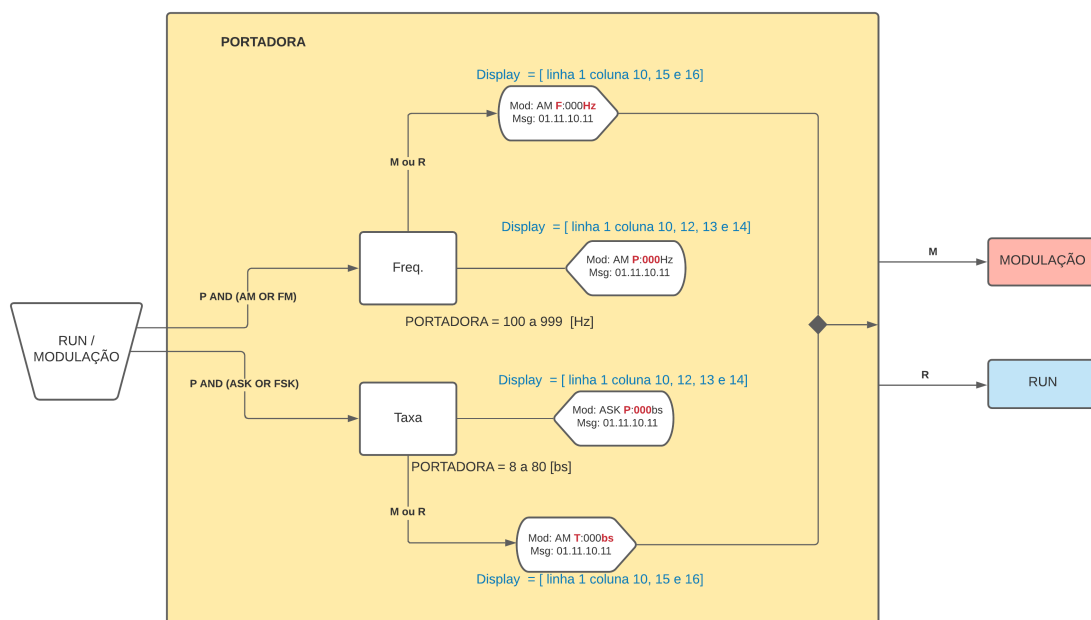 PORTADORA
Display  = [ linha 1 coluna 10, 15 e 16]
Mod: AM F:000Hz
Msg: 01.11.10.11
M ou R
Display  = [ linha 1 coluna 10, 12, 13 e 14]
Freq.
Mod: AM P:000Hz
Msg: 01.11.10.11
P AND (AM OR FM)
PORTADORA = 100 a 999  [Hz]
RUN /
MODULAÇÃO
P AND (ASK OR FSK)
Display  = [ linha 1 coluna 10, 12, 13 e 14]
Taxa
Mod: ASK P:000bs
Msg: 01.11.10.11
PORTADORA = 8 a 80 [bs]
M ou R
Mod: AM T:000bs
Msg: 01.11.10.11
Display  = [ linha 1 coluna 10, 15 e 16]
M
MODULAÇÃO
R
RUN